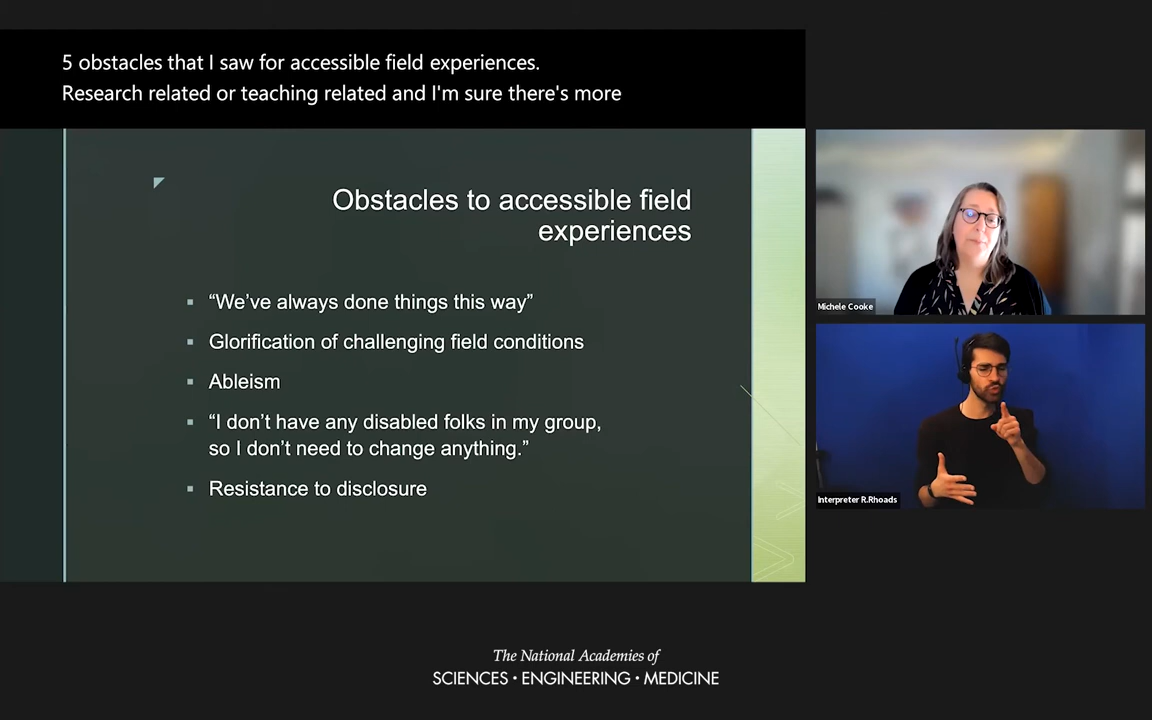 5 obstacles that I saw for accessible field experiences.
Research related or teaching related and I'm sure there's more
Obstacles to accessible field
experiences
▪ “We’ve always done things this way”
▪ Glorification of challenging field conditions
▪ Ableism
▪ “I don’t have any disabled folks in my group,
so I don’t need to change anything.”
▪ Resistance to disclosure
Michele Cooke
Interpreter R.Rhoads
The National Academies of
SCIENCES • ENGINEERING • MEDICINE